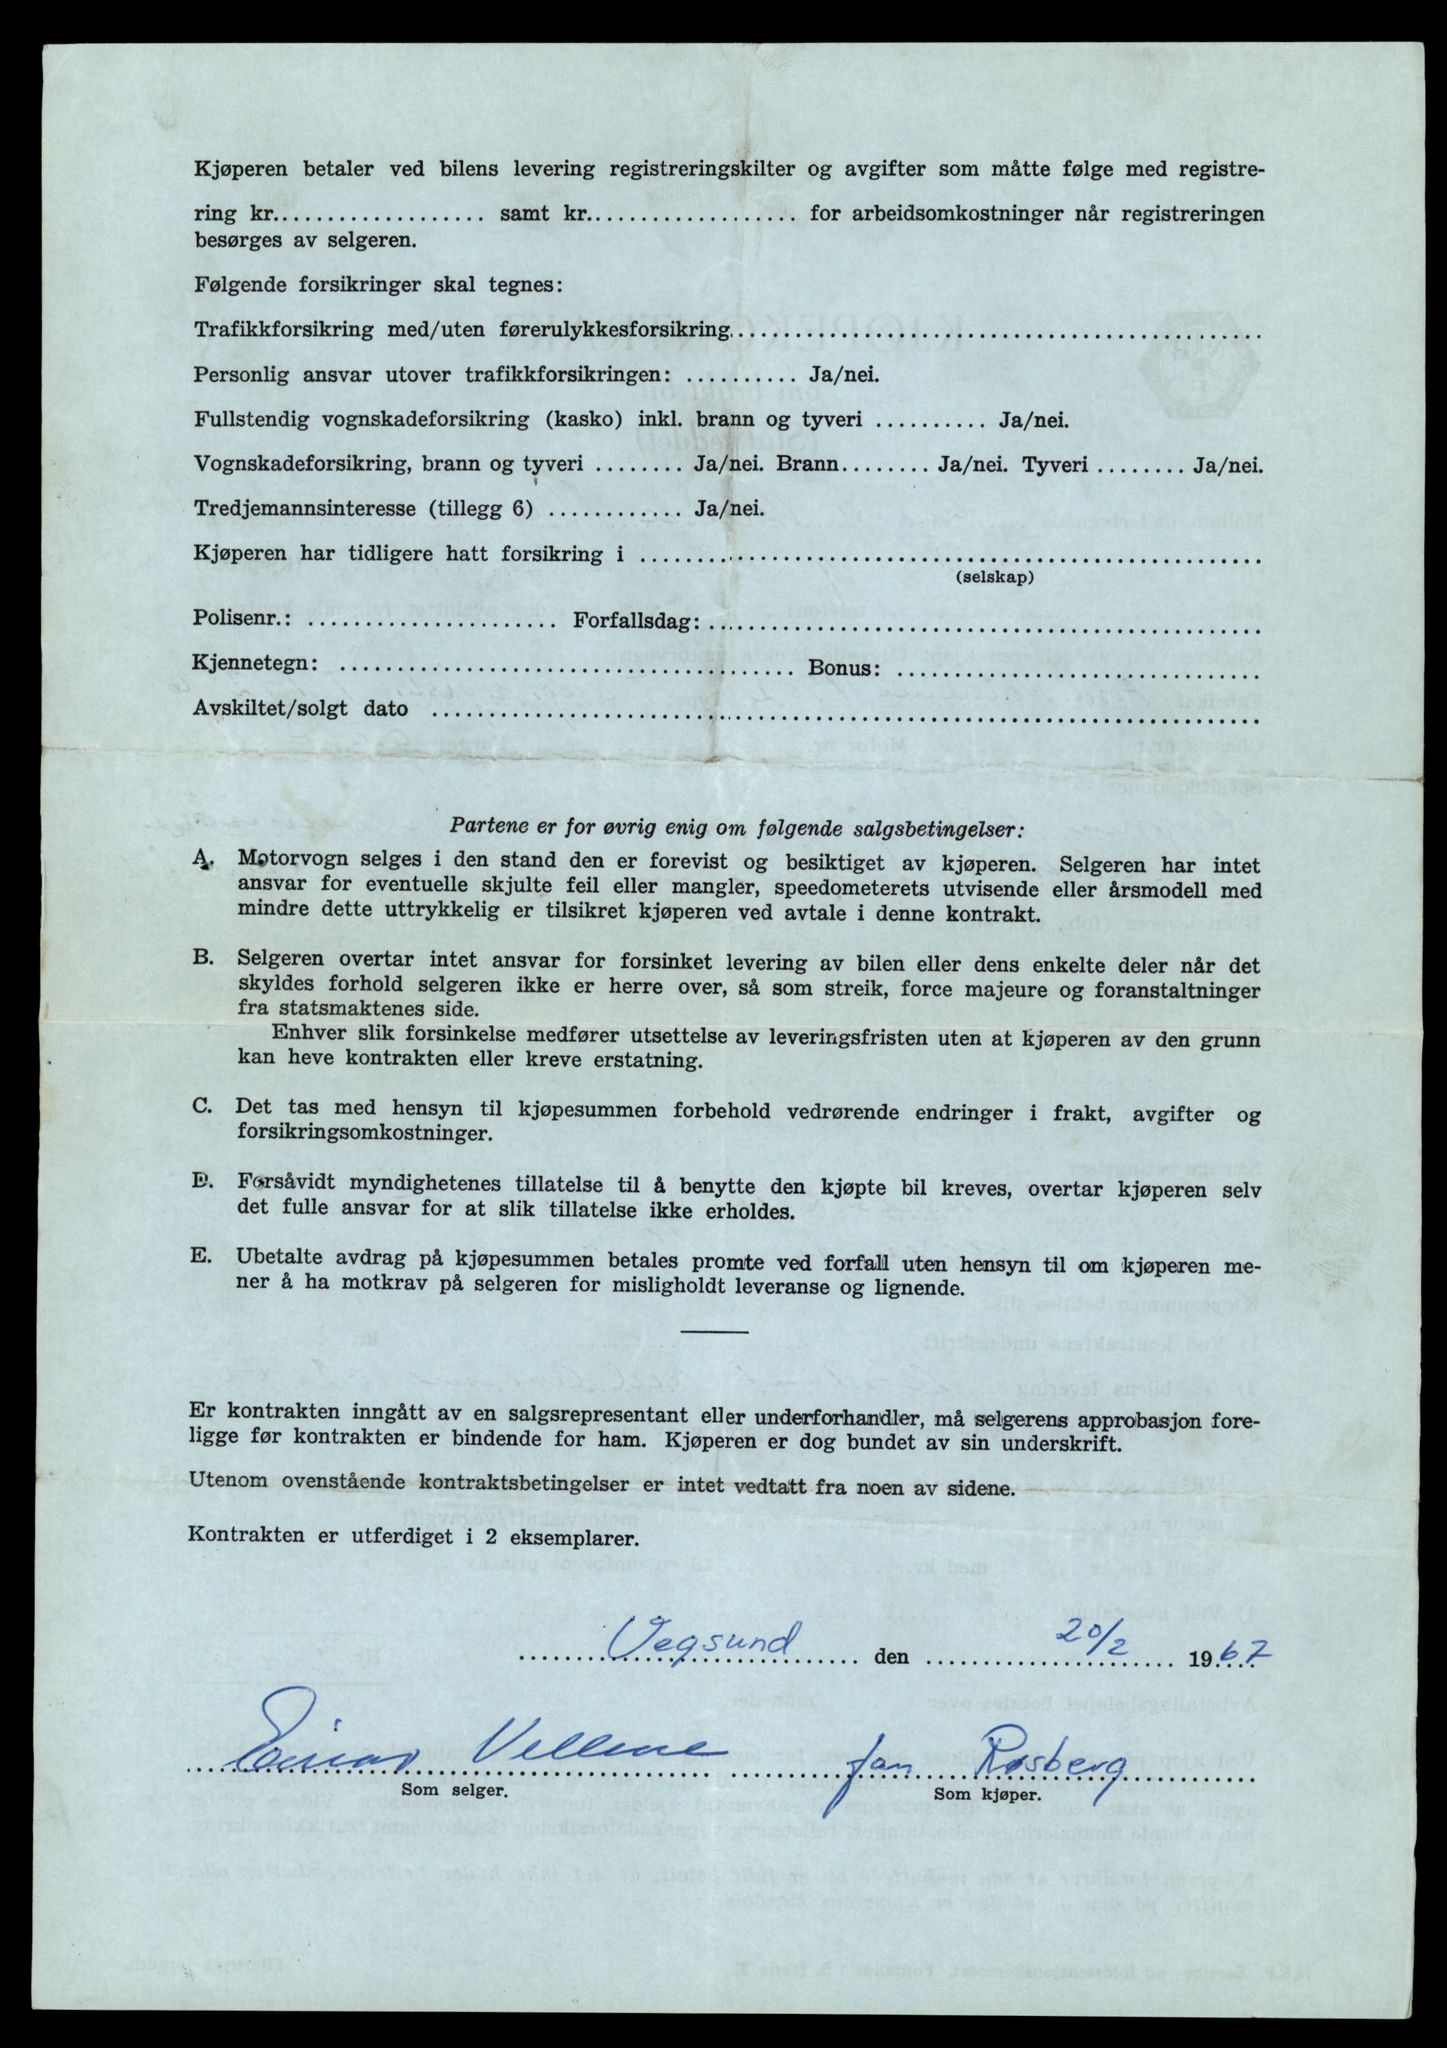 Kjøperen betaler ved bilens levering registreringskilter og avgifter som måtte følge med registre-
ring kr.................... samt kr.................... for arbeidsomkostninger når registreringen
besørges av selgeren.
Følgende forsikringer skal tegnes:
Trafikkforsikring med/uten førerulykkesforsikring..................................................
Personlig ansvar utover trafikkforsikringen: .......... Ja/nei.
Fullstendig vognskadeforsikring (kasko) inkl. brann og tyveri .......... Ja/nei.
Vognskadeforsikring, brann og tyveri ........ Ja/nei. Brann........ Ja/nei. Tyveri ........ Ja/nei.
Tredjemannsinteresse (tillegg 6) ............ Ja/nei.
Kjøperen har tidligere hatt forsikring i ..........................................................
(selskap)
Polisenr.: ....................... Forfallsdag: ..................................................
Kjennetegn: .......................................... Bonus: ..................................
Avskiltet/solgt dato ............................................................................
Partene er for øvrig enig om følgende salgsbetingelser:
A. Motorvogn selges i den stand den er forevist og besiktiget av kjøperen. Selgeren har intet
ansvar for eventuelle skjulte feil eller mangler, speedometerets utvisende eller årsmodell med
mindre dette uttrykkelig er tilsikret kjøperen ved avtale i denne kontrakt.
B. Selgeren overtar intet ansvar for forsinket levering av bilen eller dens enkelte deler når det
skyldes forhold selgeren ikke er herre over, så som streik, force majeure og foranstaltninger
fra statsmaktenes side.
Enhver slik forsinkelse medfører utsettelse av leveringsfristen uten at kjøperen av den grunn
kan heve kontrakten eller kreve erstatning.
C. Det tas med hensyn til kjøpesummen forbehold vedrørende endringer i frakt, avgifter og
forsikringsomkostninger.
D. Forsåvidt myndighetenes tillatelse til å benytte den kjøpte bil kreves, overtar kjøperen selv
det fulle ansvar for at slik tillatelse ikke erholdes.
E. Ubetalte avdrag på kjøpesummen betales promte ved forfall uten hensyn til om kjøperen me-
ner å ha motkrav på selgeren for misligholdt leveranse og lignende.
Er kontrakten inngått av en salgsrepresentant eller underforhandler, må selgerens approbasjon fore-
ligge før kontrakten er bindende for ham. Kjøperen er dog bundet av sin underskrift.
Utenom ovenstående kontraktsbetingelser er intet vedtatt fra noen av sidene.
Kontrakten er utferdiget i 2 eksemplarer.
Vegsund den 20/2 1967
Einar Vellene Jan Røsberg
Som selger. Som kjøper.